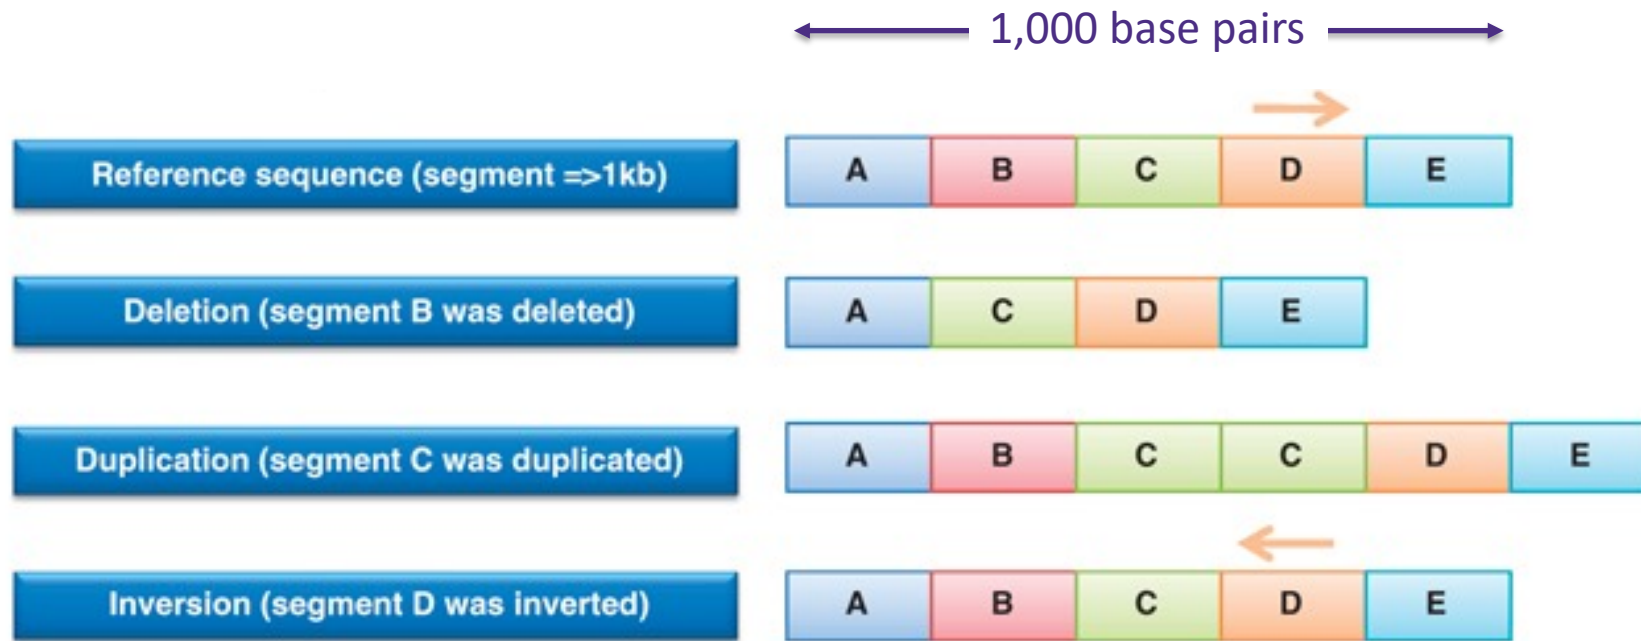 1,000 base pairs
Reference sequence (segment =>1kb) A B C D E
Deletion (segment B was deleted) A C D E
Duplication (segment C was duplicated) A B C C D E
Inversion (segment D was inverted) A B C D E